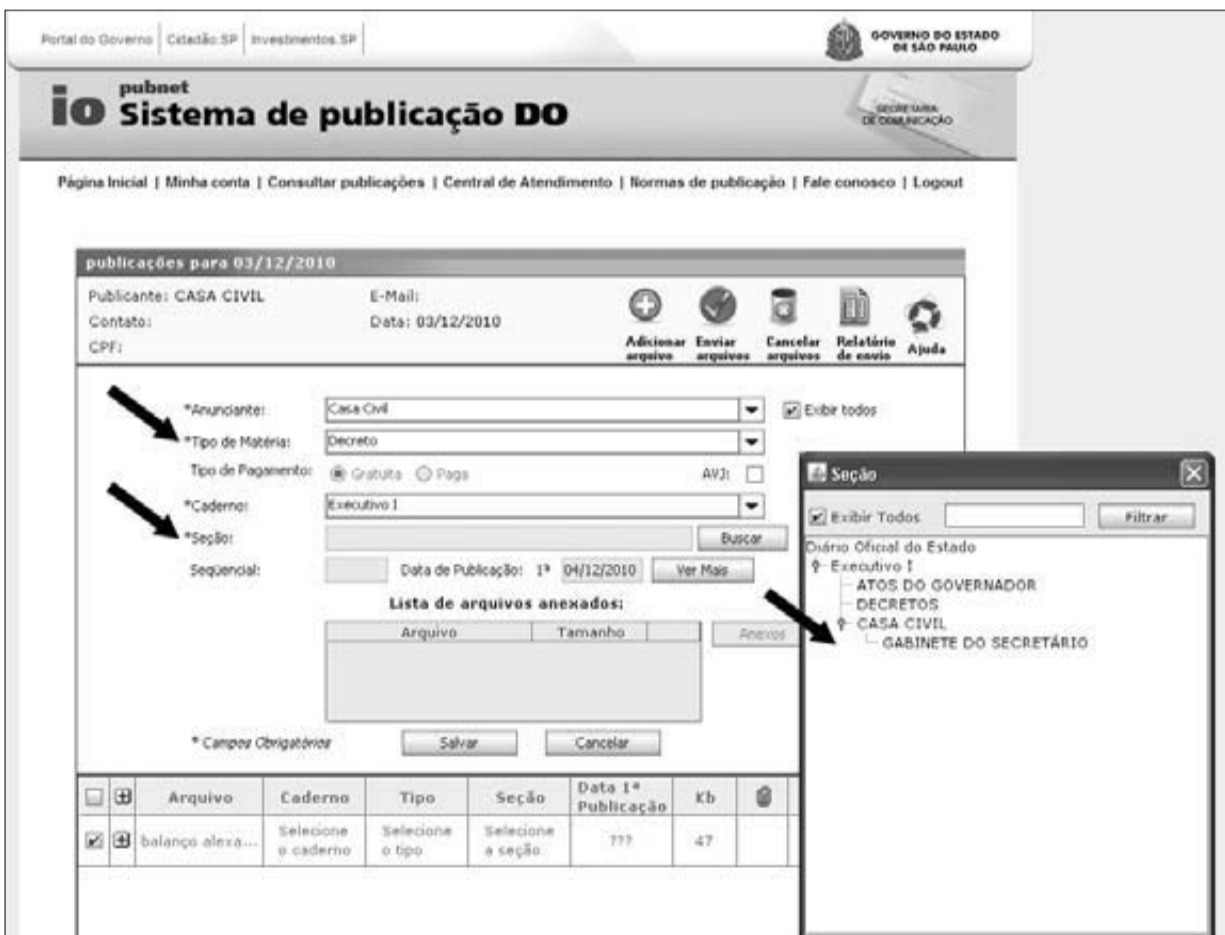 Portal do Governo | Cidadão.SP | Investimentos.SP
GOVERNO DO ESTADO
DE SÃO PAULO
io pubnet
Sistema de publicação DO
SECRETARIA
DE COMUNICAÇÃO
Página Inicial | Minha conta | Consultar publicações | Central de Atendimento | Normas de publicação | Fale conosco | Logout
publicações para 03/12/2010
Publicante: CASA CIVIL E-Mail:
Contato: Data: 03/12/2010
CPF:
Adicionar arquivo
Enviar arquivos
Cancelar arquivos
Relatório de envio
Ajuda
*Anunciante: Casa Civil Exibir todos
*Tipo de Matéria: Decreto
Tipo de Pagamento: Gratuita Paga AVJ:
*Caderno: Executivo I
*Seção: Buscar
Seqüencial: Data de Publicação: 1ª 04/12/2010 Ver Mais
Lista de arquivos anexados:
Arquivo Tamanho Anexos
* Campos Obrigatórios Salvar Cancelar
Arquivo Caderno Tipo Seção Data 1ª Publicação Kb
balanço alexa... Selecione o caderno Selecione o tipo Selecione a seção ??? 47
Seção
Exibir Todos Filtrar
Diário Oficial do Estado
Executivo I
ATOS DO GOVERNADOR
DECRETOS
CASA CIVIL
GABINETE DO SECRETÁRIO